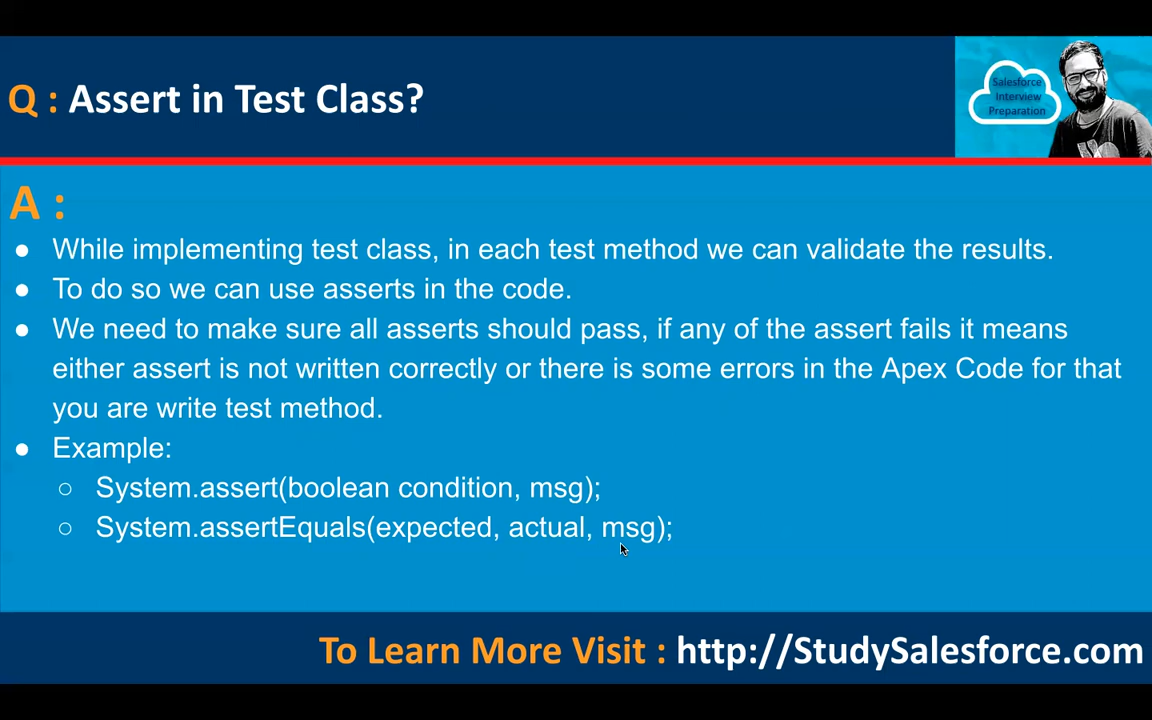 Q : Assert in Test Class?
Salesforce
Interview
Preparation
A :
● While implementing test class, in each test method we can validate the results.
● To do so we can use asserts in the code.
● We need to make sure all asserts should pass, if any of the assert fails it means
either assert is not written correctly or there is some errors in the Apex Code for that
you are write test method.
● Example:
○ System.assert(boolean condition, msg);
○ System.assertEquals(expected, actual, msg);
To Learn More Visit : http://StudySalesforce.com